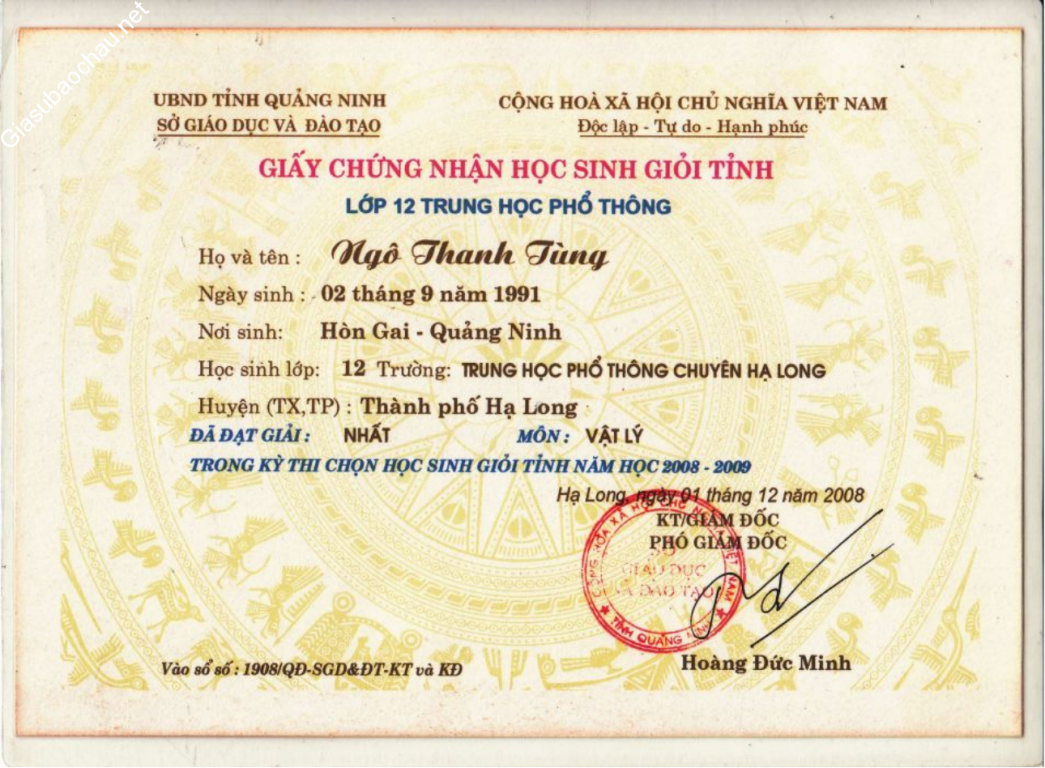 Giasubaochau.net
UBND TỈNH QUẢNG NINH
SỞ GIÁO DỤC VÀ ĐÀO TẠO
CỘNG HOÀ XÃ HỘI CHỦ NGHĨA VIỆT NAM
Độc lập - Tự do - Hạnh phúc
GIẤY CHỨNG NHẬN HỌC SINH GIỎI TỈNH
LỚP 12 TRUNG HỌC PHỔ THÔNG
Họ và tên : Ngô Thanh Tùng
Ngày sinh : 02 tháng 9 năm 1991
Nơi sinh: Hòn Gai - Quảng Ninh
Học sinh lớp: 12 Trường: TRUNG HỌC PHỔ THÔNG CHUYÊN HẠ LONG
Huyện (TX,TP) : Thành phố Hạ Long
ĐÃ ĐẠT GIẢI : NHẤT MÔN : VẬT LÝ
TRONG KỲ THI CHỌN HỌC SINH GIỎI TỈNH NĂM HỌC 2008 - 2009
Hạ Long, ngày 01 tháng 12 năm 2008
KT/GIÁM ĐỐC
PHÓ GIÁM ĐỐC
GIÁO DỤC
VÀ ĐÀO TẠO
TỈNH QUẢNG NINH
Hoàng Đức Minh
Vào sổ số : 1908/QĐ-SGD&ĐT-KT và KĐ